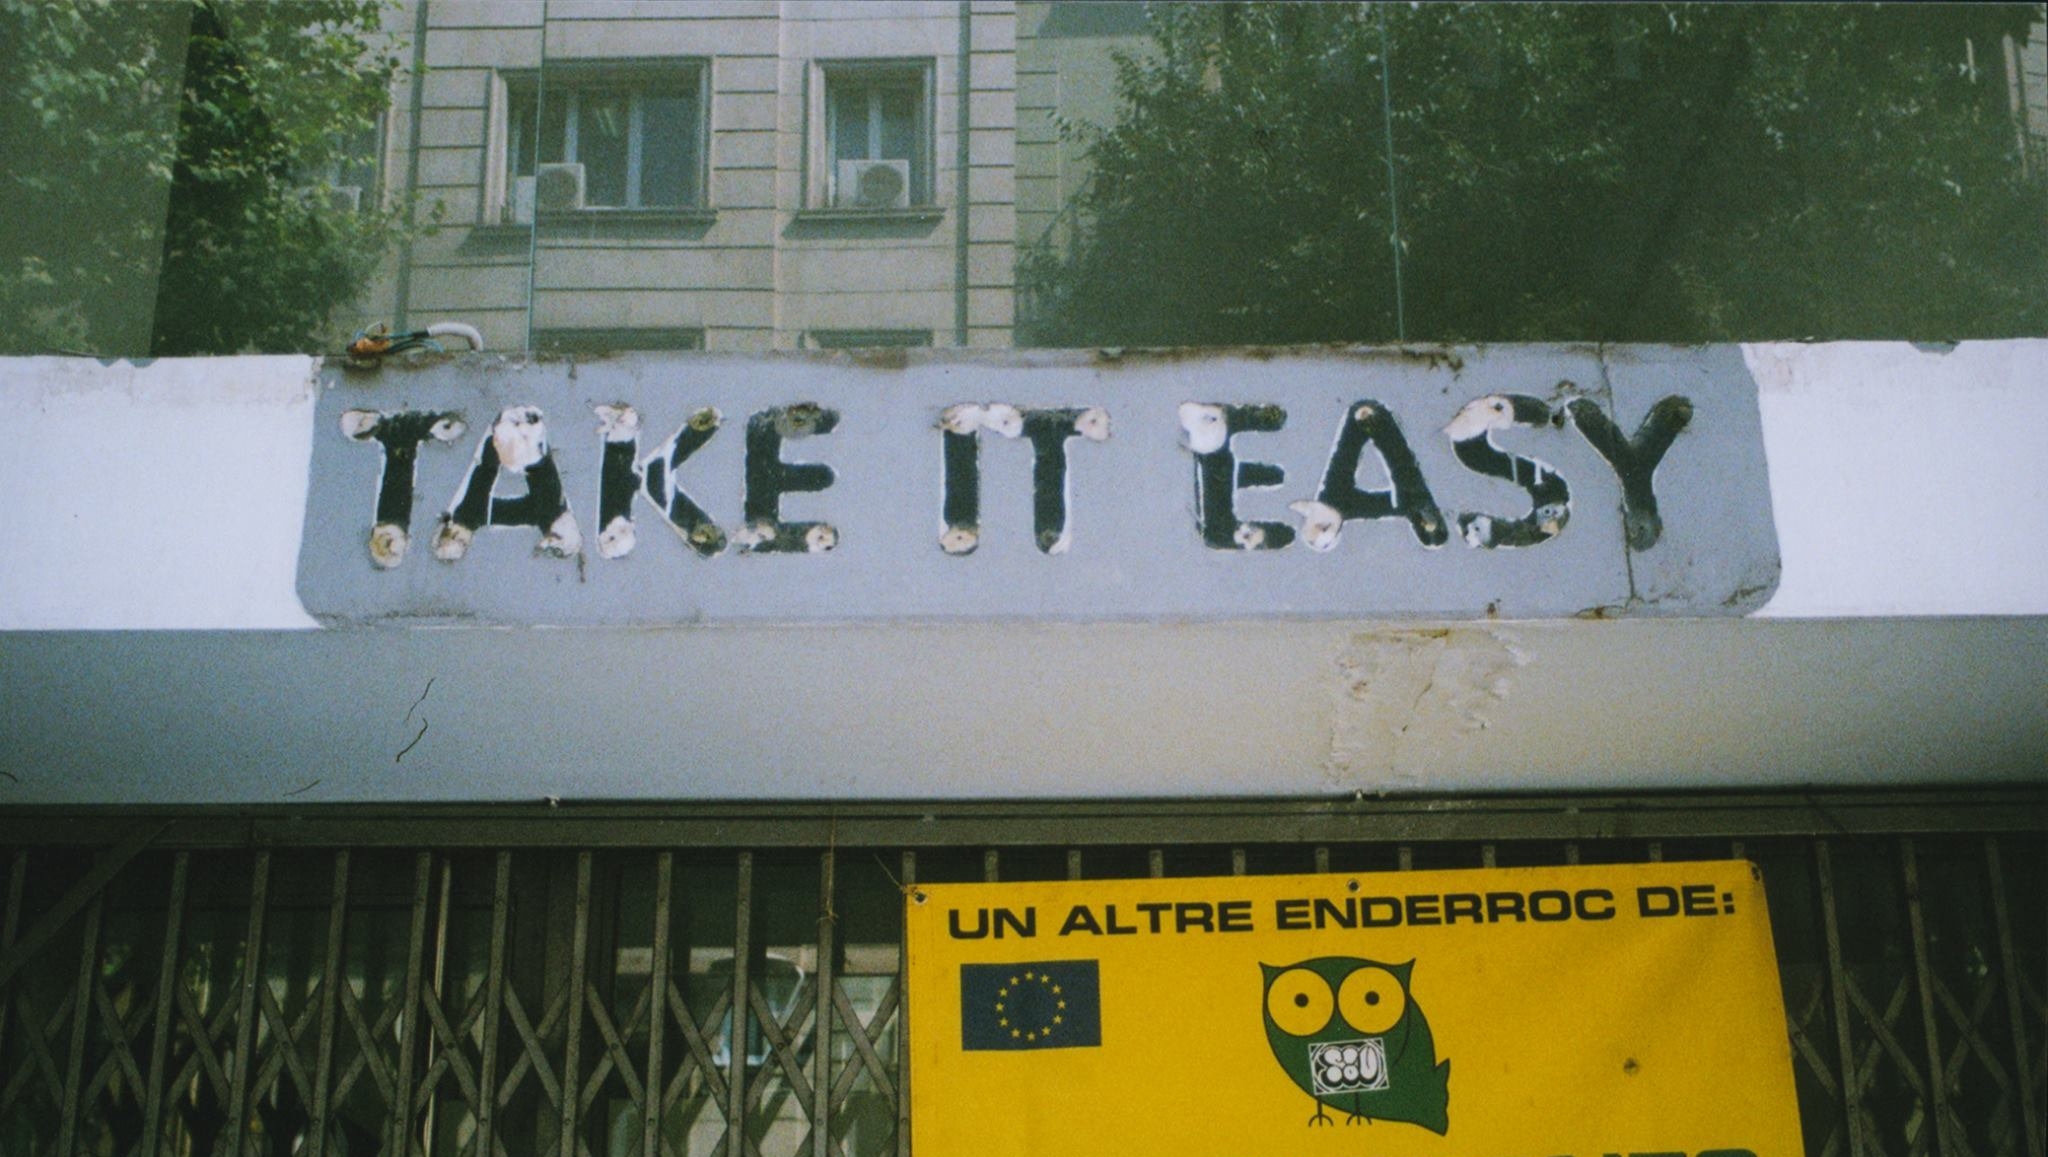 TAKE IT EASY
UN ALTRE ENDERROC DE: